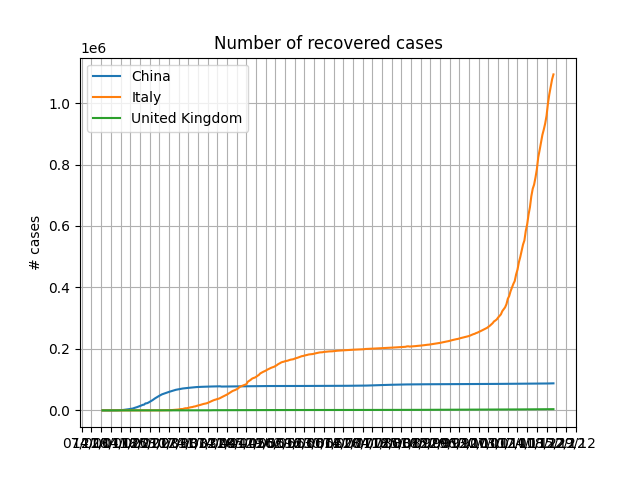 Number of recovered cases
1e6
China
Italy
United Kingdom
1.0
0.8
0.6
0.4
0.2
0.0
# cases